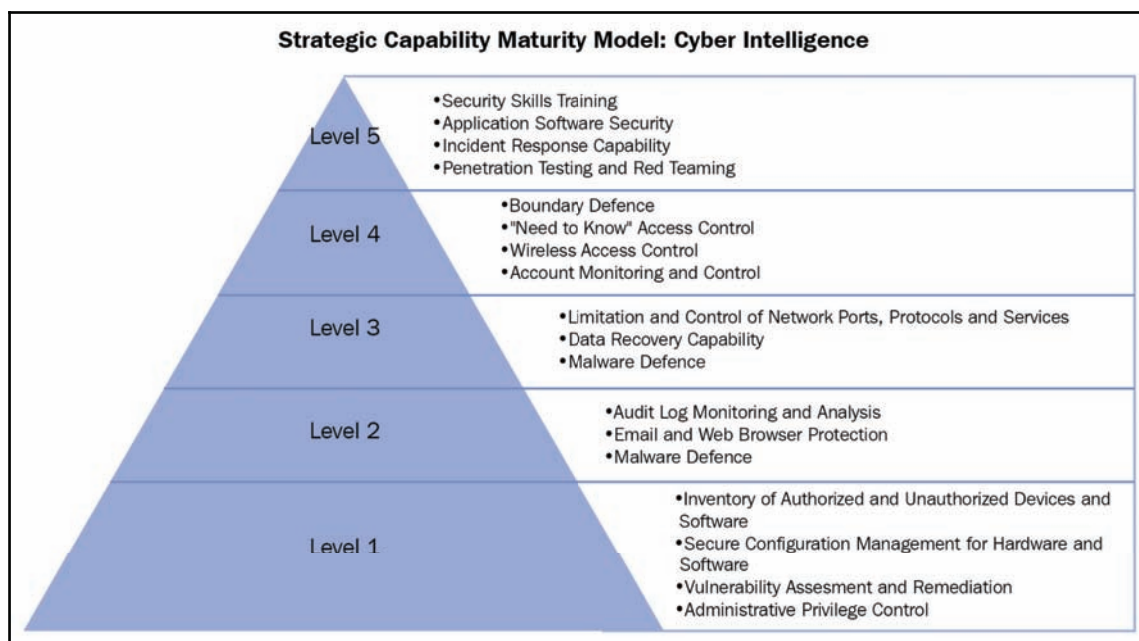 Strategic Capability Maturity Model: Cyber Intelligence
Level 5
•Security Skills Training
•Application Software Security
•Incident Response Capability
•Penetration Testing and Red Teaming
Level 4
•Boundary Defence
•"Need to Know" Access Control
•Wireless Access Control
•Account Monitoring and Control
Level 3
•Limitation and Control of Network Ports, Protocols and Services
•Data Recovery Capability
•Malware Defence
Level 2
•Audit Log Monitoring and Analysis
•Email and Web Browser Protection
•Malware Defence
Level 1
•Inventory of Authorized and Unauthorized Devices and
Software
•Secure Configuration Management for Hardware and
Software
•Vulnerability Assesment and Remediation
•Administrative Privilege Control